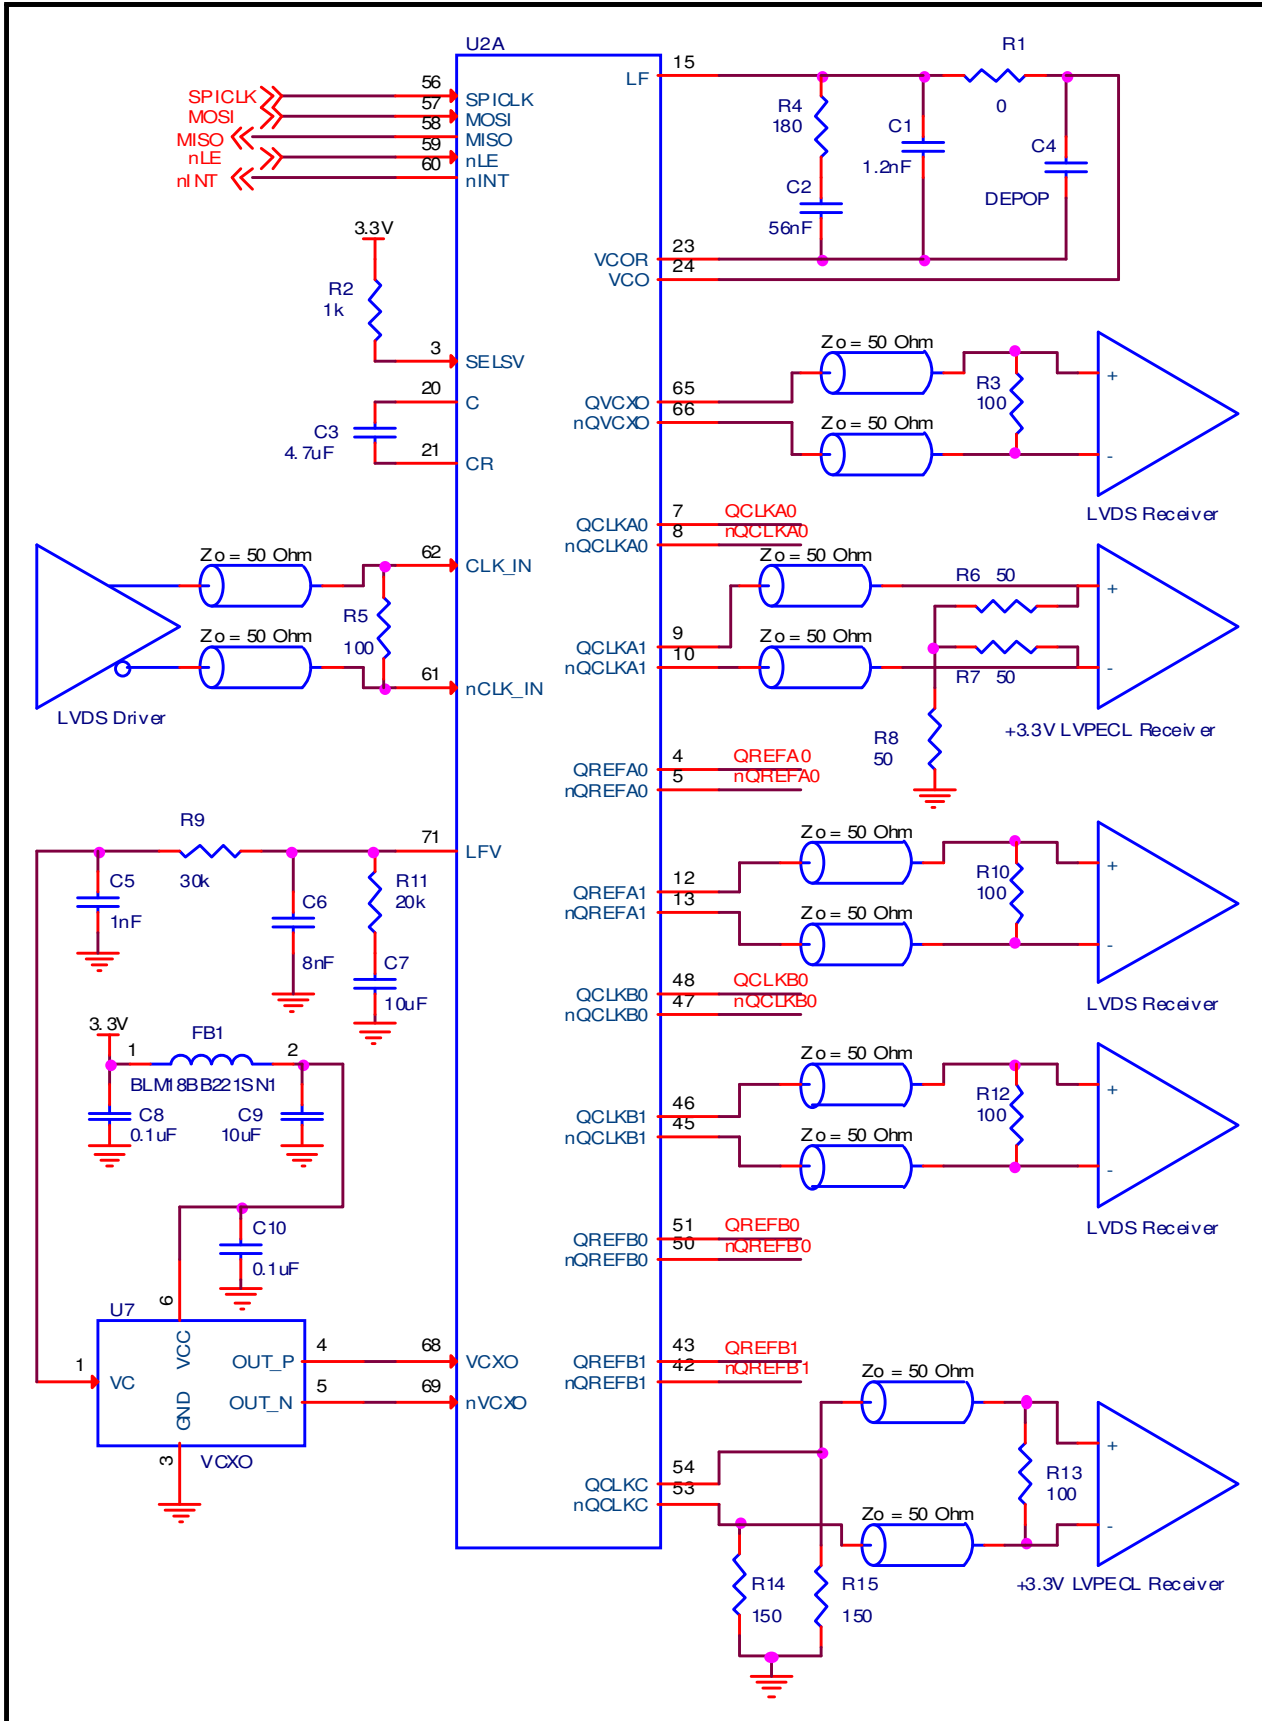 U2A
SPICLK
MOSI
MISO
nLE
nINT
56
57
58
59
60
SPICLK
MOSI
MISO
nLE
nINT
3.3V
R2
1k
3
SELSV
20
C
C3
4.7uF
21
CR
Zo = 50 Ohm
62
CLK_IN
R5
100
Zo = 50 Ohm
61
nCLK_IN
LVDS Driver
R9
30k
71
LFV
C5
1nF
C6
8nF
R11
20k
C7
10uF
3.3V
FB1
1
2
BLM18BB221SN1
C8
0.1uF
C9
10uF
C10
0.1uF
6
U7
1
VC
VCC
GND
OUT_P
OUT_N
4
5
68
69
VCXO
nVCXO
3
VCXO
LF
15
R1
0
R4
180
C1
1.2nF
C4
DEPOP
C2
56nF
VCOR
23
VCO
24
Zo = 50 Ohm
QVCXO
65
nQVCXO
66
R3
100
Zo = 50 Ohm
+
-
LVDS Receiver
QCLKA0
7
QCLKA0
nQCLKA0
8
nQCLKA0
Zo = 50 Ohm
R6 50
QCLKA1
9
nQCLKA1
10
Zo = 50 Ohm
R7 50
+
-
R8
50
+3.3V LVPECL Receiver
QREFA0
4
QREFA0
nQREFA0
5
nQREFA0
Zo = 50 Ohm
QREFA1
12
nQREFA1
13
R10
100
Zo = 50 Ohm
+
-
LVDS Receiver
QCLKB0
48
QCLKB0
nQCLKB0
47
nQCLKB0
Zo = 50 Ohm
QCLKB1
46
nQCLKB1
45
R12
100
Zo = 50 Ohm
+
-
LVDS Receiver
QREFB0
51
QREFB0
nQREFB0
50
nQREFB0
QREFB1
43
QREFB1
nQREFB1
42
nQREFB1
Zo = 50 Ohm
QCLKC
54
nQCLKC
53
R13
100
Zo = 50 Ohm
+
-
R14
150
R15
150
+3.3V LVPECL Receiver